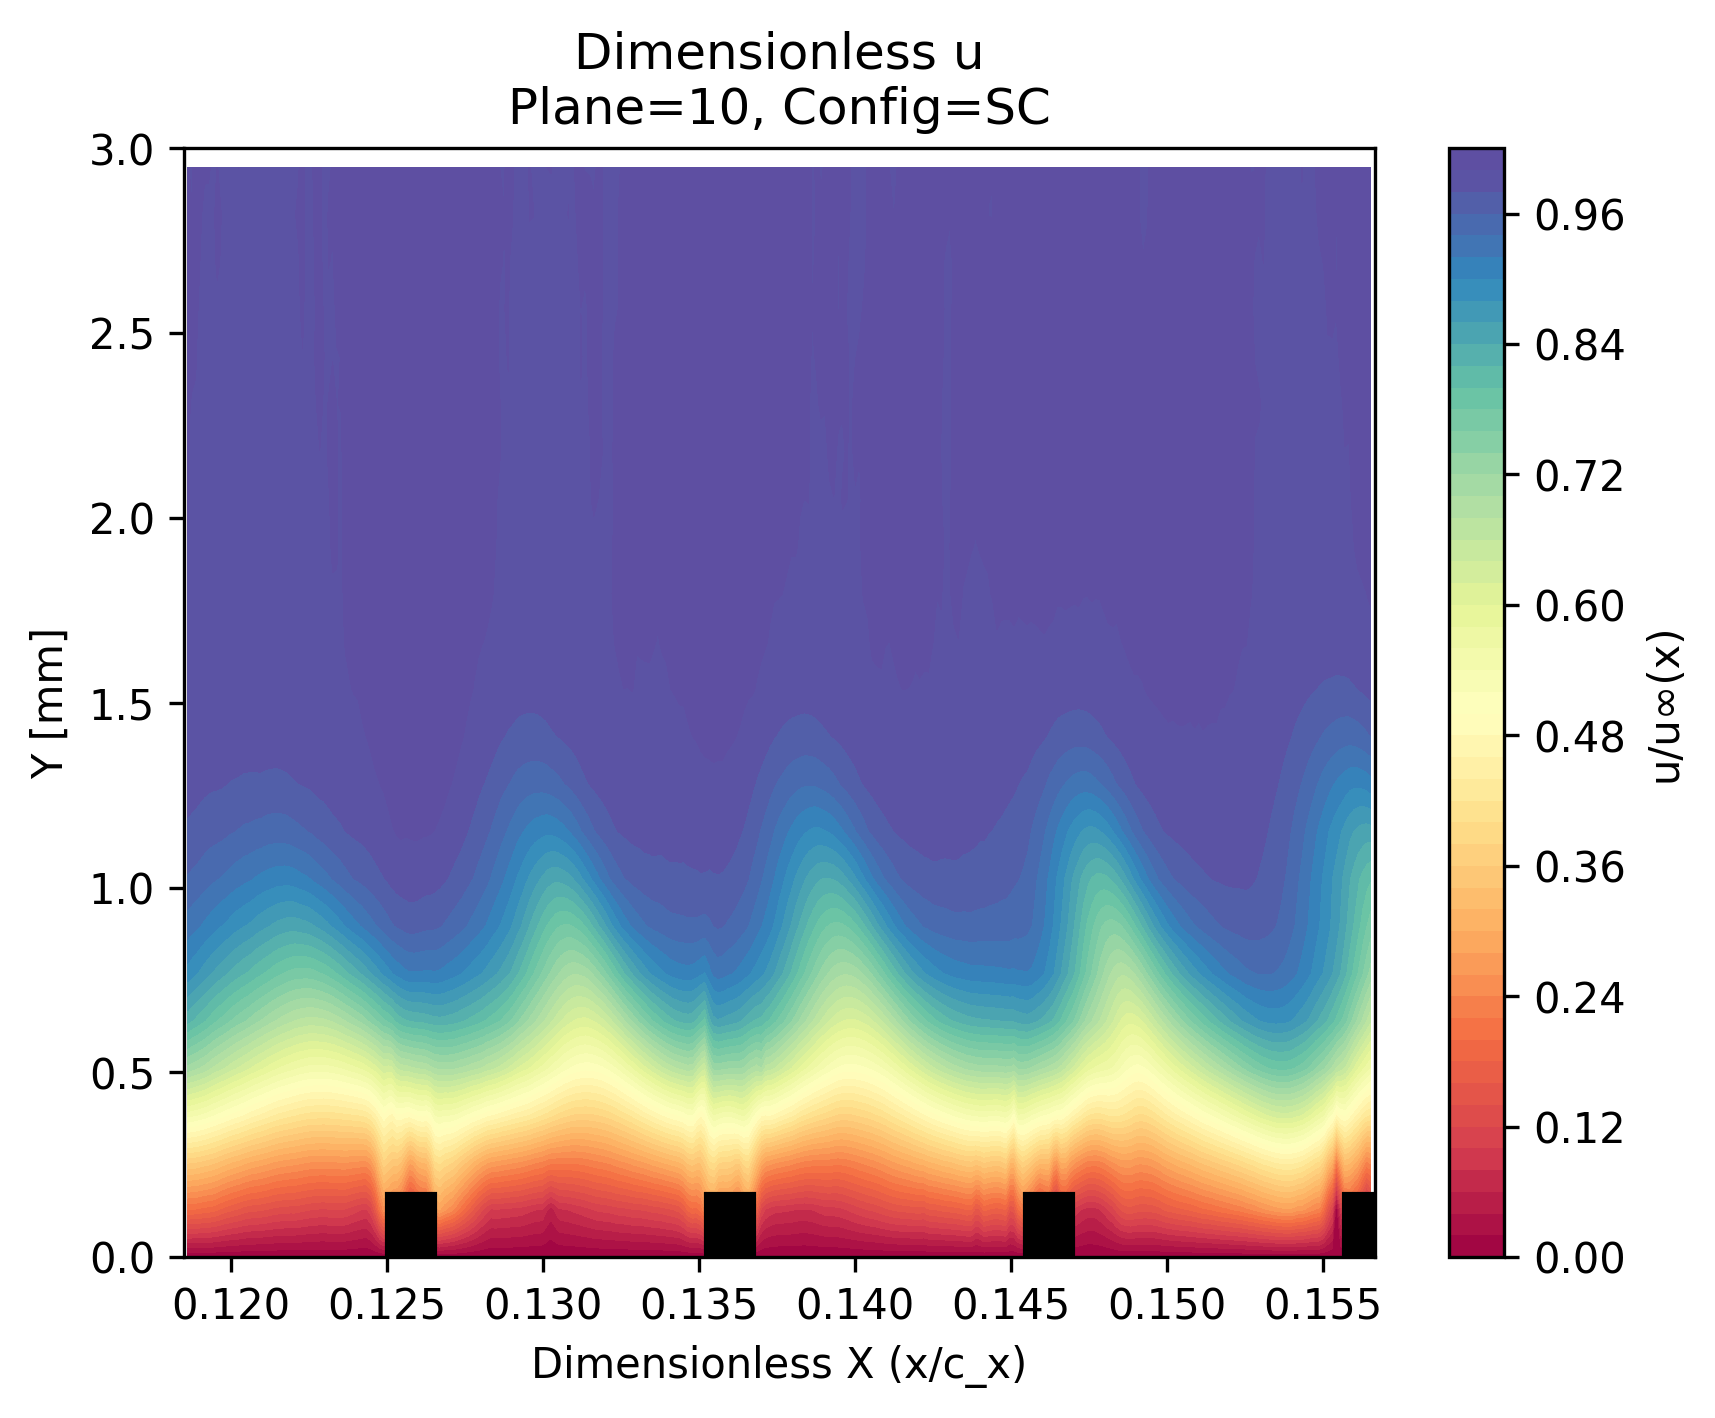 Dimensionless u
Plane=10, Config=SC
3.0
2.5
2.0
1.5
1.0
0.5
0.0
Y [mm]
0.120 0.125 0.130 0.135 0.140 0.145 0.150 0.155
Dimensionless X (x/c_x)
0.96
0.84
0.72
0.60
0.48
0.36
0.24
0.12
0.00
u/u∞(x)